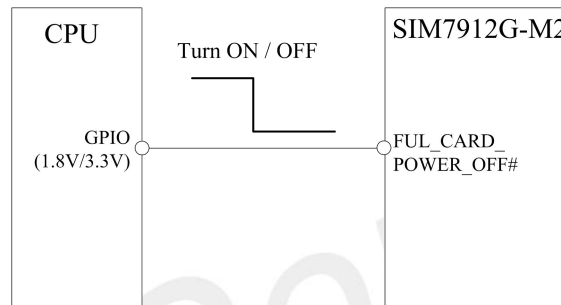 CPU
SIM7912G-M2
Turn ON / OFF
GPIO
(1.8V/3.3V)
FUL_CARD_
POWER_OFF#